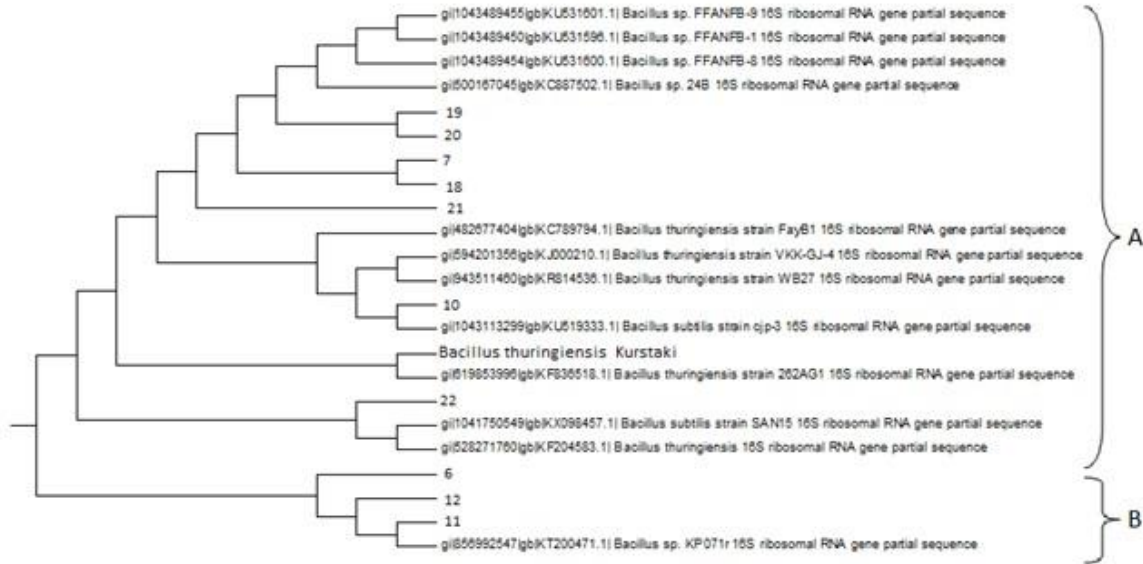 gi|1043489455|gb|KU531601.1| Bacillus sp. FFANFB-9 16S ribosomal RNA gene partial sequence
gi|1043489450|gb|KU531596.1| Bacillus sp. FFANFB-1 16S ribosomal RNA gene partial sequence
gi|1043489454|gb|KU531600.1| Bacillus sp. FFANFB-8 16S ribosomal RNA gene partial sequence
gi|500167045|gb|KC887502.1| Bacillus sp. 24B 16S ribosomal RNA gene partial sequence
19
20
7
18
21
gi|482677404|gb|KC789794.1| Bacillus thuringiensis strain FayB1 16S ribosomal RNA gene partial sequence
A
gi|594201356|gb|KJ000210.1| Bacillus thuringiensis strain VKK-GJ-4 16S ribosomal RNA gene partial sequence
gi|943511460|gb|KR814536.1| Bacillus thuringiensis strain WB27 16S ribosomal RNA gene partial sequence
10
gi|1043113299|gb|KU519333.1| Bacillus subtilis strain cjp-3 16S ribosomal RNA gene partial sequence
Bacillus thuringiensis Kurstaki
gi|619853996|gb|KF836518.1| Bacillus thuringiensis strain 262AG1 16S ribosomal RNA gene partial sequence
22
gi|1041750549|gb|KX098457.1| Bacillus subtilis strain SAN15 16S ribosomal RNA gene partial sequence
gi|528271760|gb|KF204583.1| Bacillus thuringiensis 16S ribosomal RNA gene partial sequence
6
12
B
11
gi|856992547|gb|KT200471.1| Bacillus sp. KP071r 16S ribosomal RNA gene partial sequence